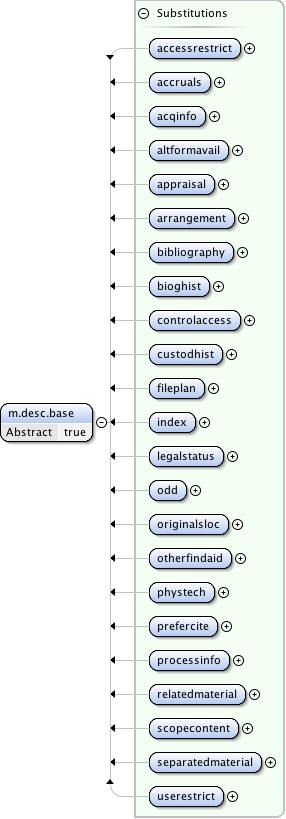 Substitutions
accessrestrict
accruals
acqinfo
altformavail
appraisal
arrangement
bibliography
bioghist
controlaccess
custodhist
fileplan
m.desc.base
Abstract true
index
legalstatus
odd
originalsloc
otherfindaid
phystech
prefercite
processinfo
relatedmaterial
scopecontent
separatedmaterial
userestrict